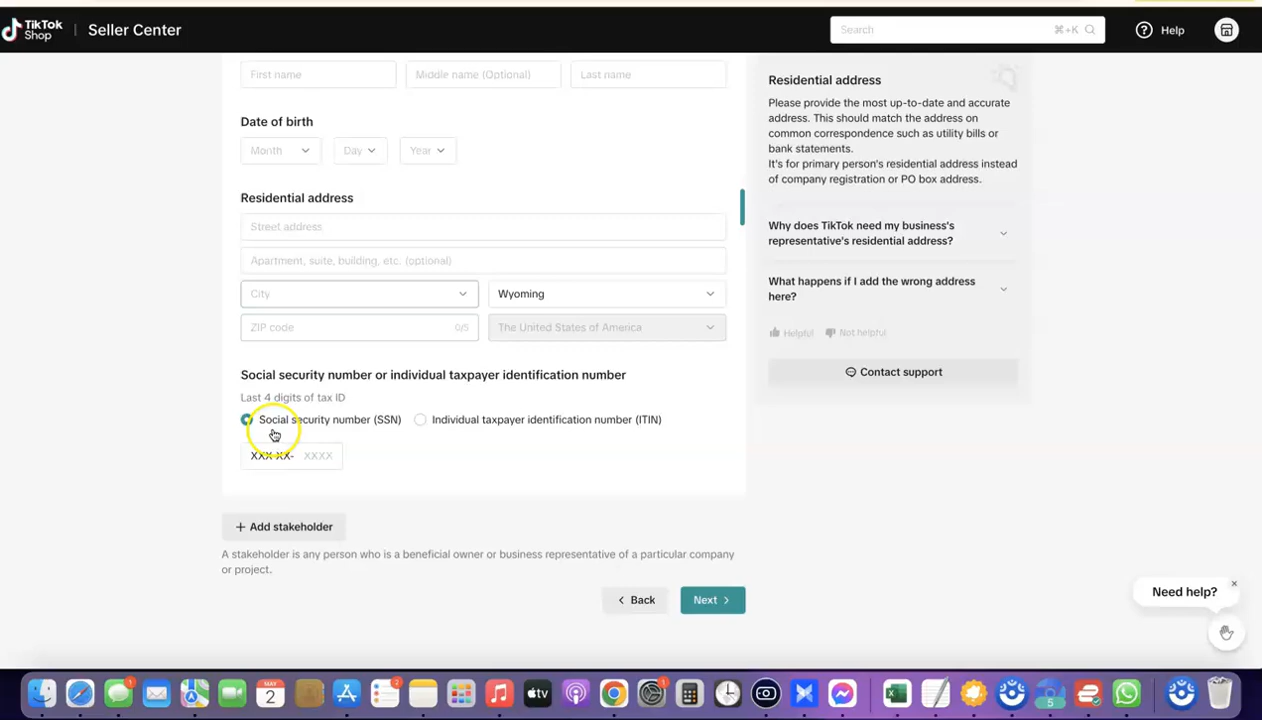 TikTok
Shop
Seller Center
Search
⌘+K
Help
First name
Middle name (Optional)
Last name
Date of birth
Month
Day
Year
Residential address
Street address
Apartment, suite, building, etc. (optional)
City
Wyoming
ZIP code
0/5
The United States of America
Social security number or individual taxpayer identification number
Last 4 digits of tax ID
Social security number (SSN)
Individual taxpayer identification number (ITIN)
XXX-XX-
XXXX
+ Add stakeholder
A stakeholder is any person who is a beneficial owner or business representative of a particular company
or project.
Back
Next
Residential address
Please provide the most up-to-date and accurate
address. This should match the address on
common correspondence such as utility bills or
bank statements.
It's for primary person's residential address instead
of company registration or PO box address.
Why does TikTok need my business's
representative's residential address?
What happens if I add the wrong address
here?
Helpful
Not helpful
Contact support
Need help?
MAY
2
tv
5